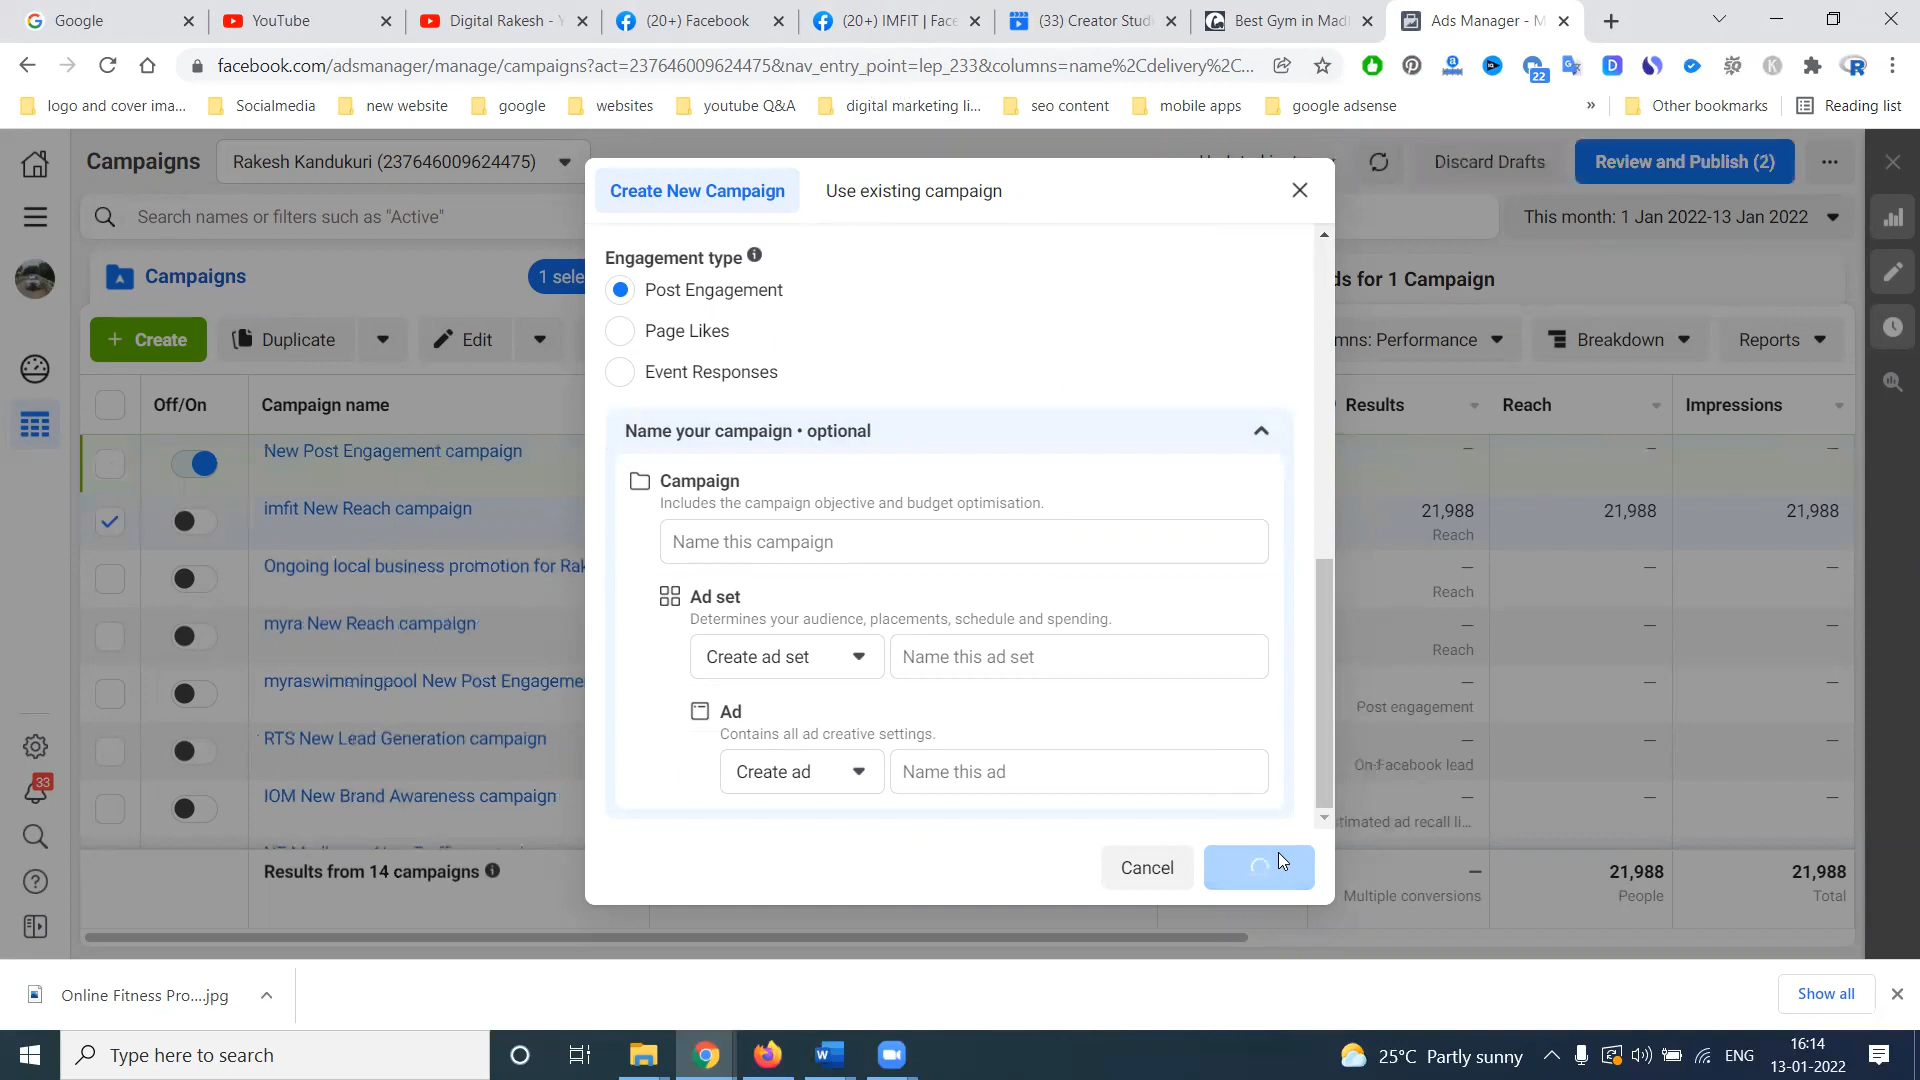 Google
YouTube
Digital Rakesh - Y
(20+) Facebook
(20+) IMFIT | Face
(33) Creator Studi
Best Gym in Madh
Ads Manager - M
facebook.com/adsmanager/manage/campaigns?act=237646009624475&nav_entry_point=lep_233&columns=name%2Cdelivery%2C...
22
logo and cover ima...
Socialmedia
new website
google
websites
youtube Q&A
digital marketing li...
seo content
mobile apps
google adsense
»
Other bookmarks
Reading list
Campaigns
Rakesh Kandukuri (237646009624475)
Discard Drafts
Review and Publish (2)
Search names or filters such as "Active"
This month: 1 Jan 2022-13 Jan 2022
Campaigns
1 sele
ds for 1 Campaign
+ Create
Duplicate
Edit
mns: Performance
Breakdown
Reports
Off/On
Campaign name
Results
Reach
Impressions
New Post Engagement campaign
—
—
—
imfit New Reach campaign
21,988
Reach
21,988
21,988
Ongoing local business promotion for Rak
—
Reach
—
—
myra New Reach campaign
—
Reach
—
—
myraswimmingpool New Post Engageme
—
Post engagement
—
—
RTS New Lead Generation campaign
—
On-Facebook lead
—
—
IOM New Brand Awareness campaign
—
timated ad recall li...
—
—
Results from 14 campaigns
—
Multiple conversions
21,988
People
21,988
Total
33
Create New Campaign
Use existing campaign
Engagement type
Post Engagement
Page Likes
Event Responses
Name your campaign • optional
Campaign
Includes the campaign objective and budget optimisation.
Name this campaign
Ad set
Determines your audience, placements, schedule and spending.
Create ad set
Name this ad set
Ad
Contains all ad creative settings.
Create ad
Name this ad
Cancel
Online Fitness Pro....jpg
Show all
Type here to search
25°C Partly sunny
ENG
16:14
13-01-2022